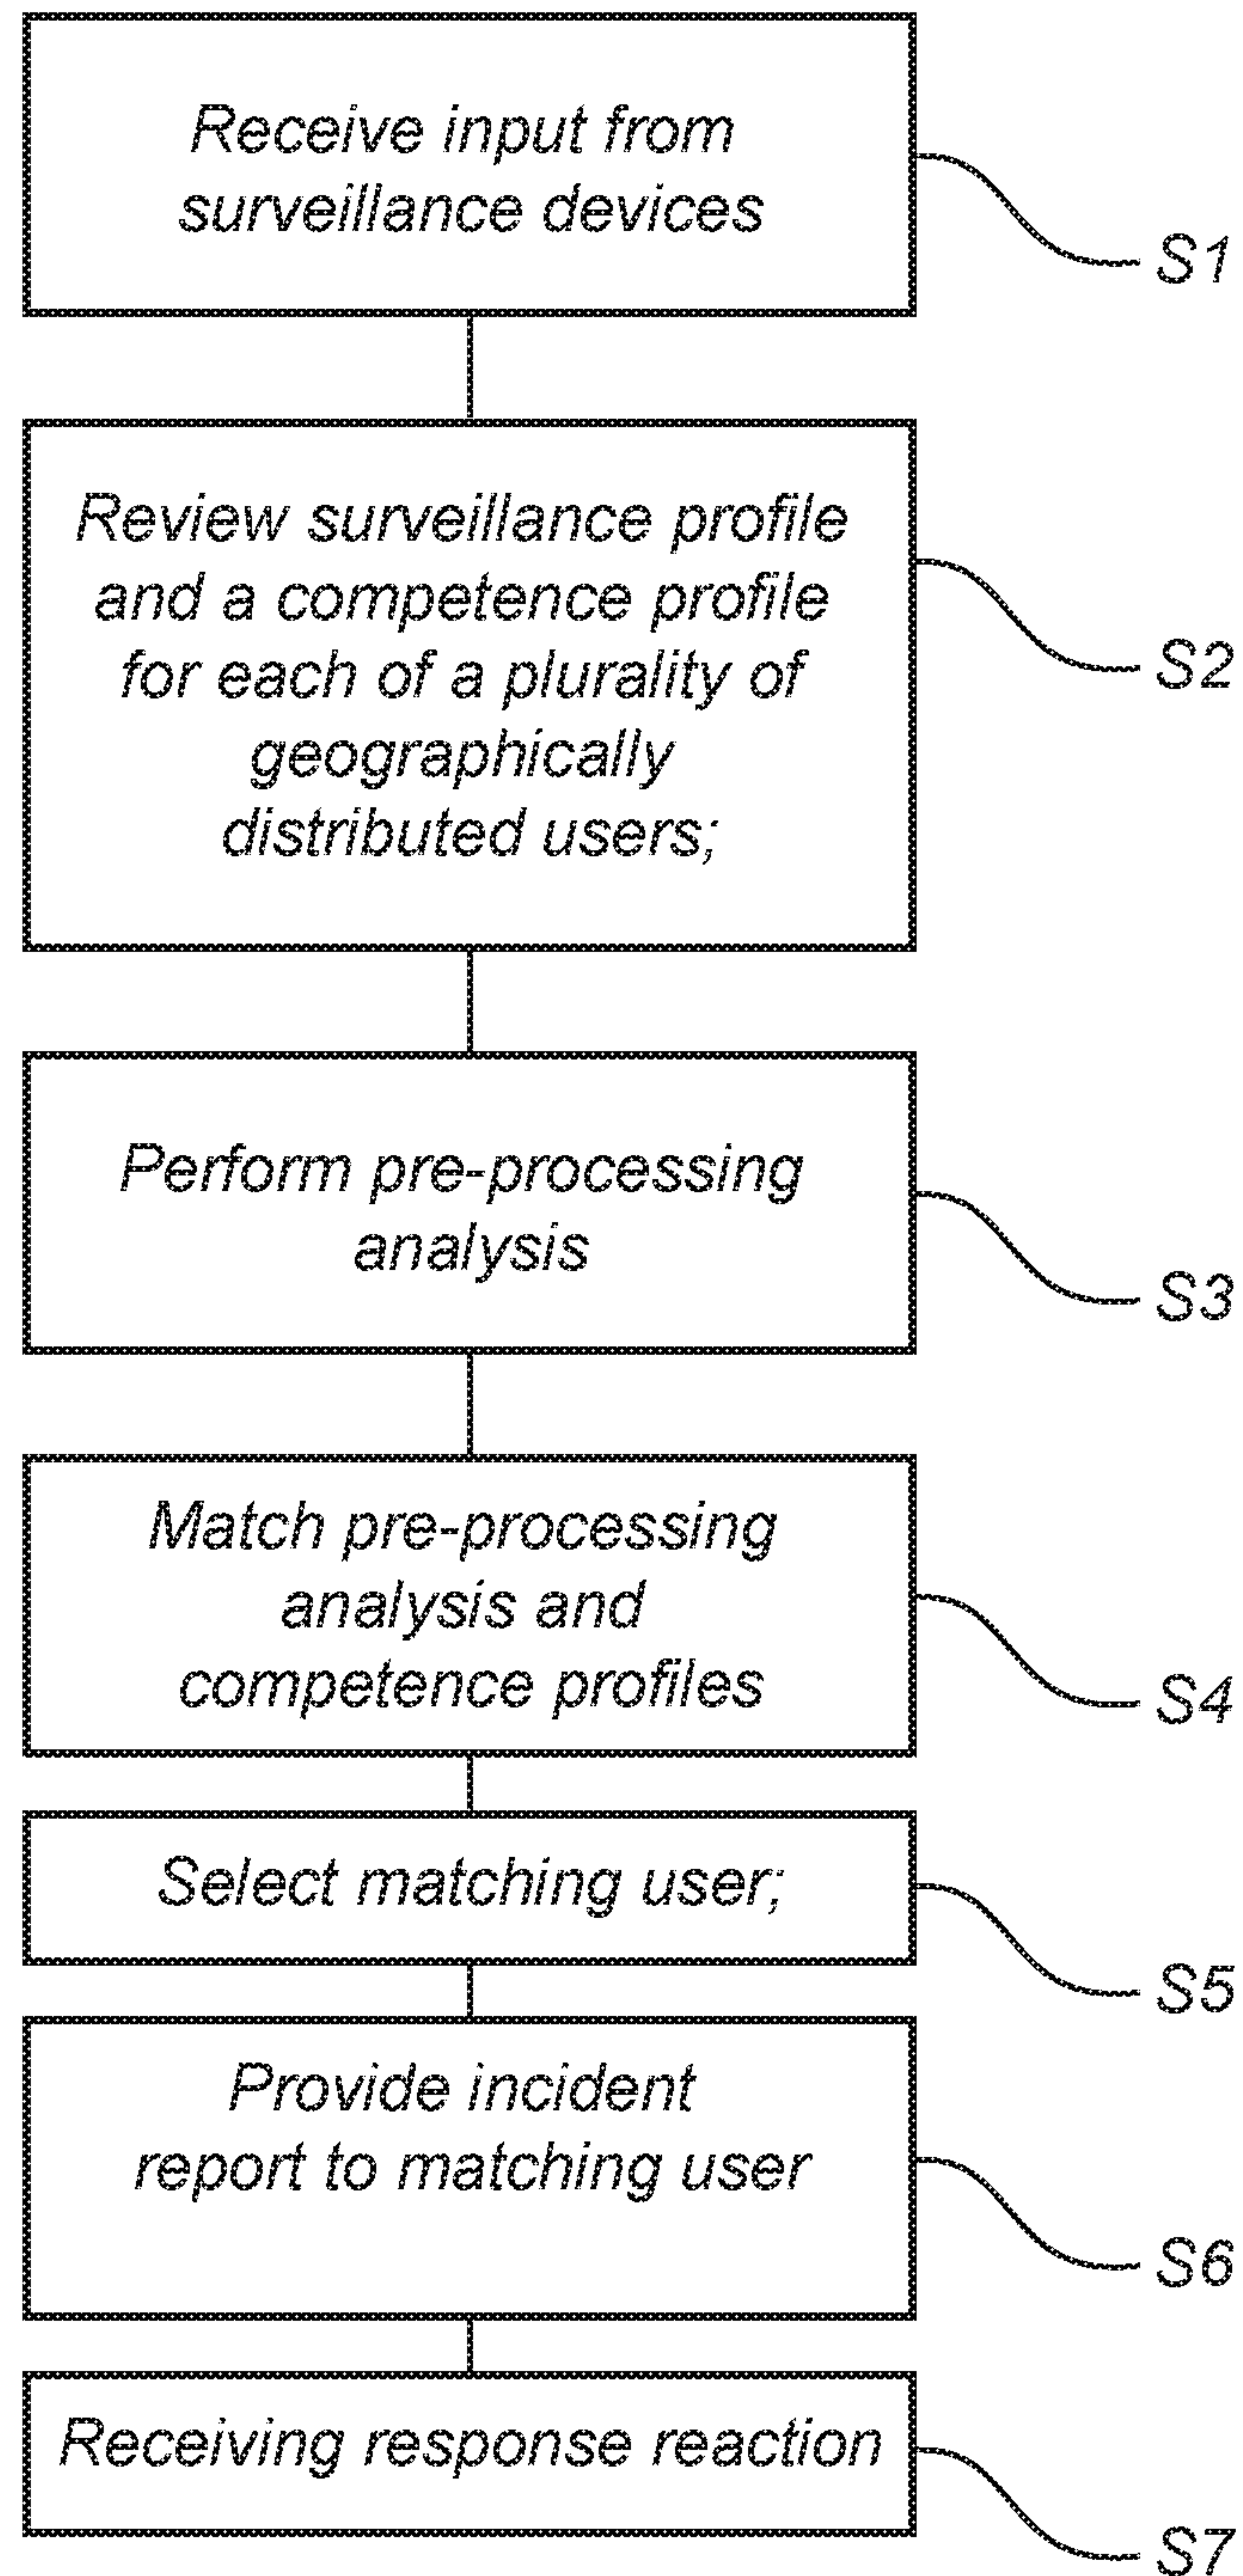 Receive input from
surveillance devices
S1
Review surveillance profile
and a competence profile
for each of a plurality of
geographically
distributed users;
S2
Perform pre-processing
analysis
S3
Match pre-processing
analysis and
competence profiles
S4
Select matching user;
S5
Provide incident
report to matching user
S6
Receiving response reaction
S7